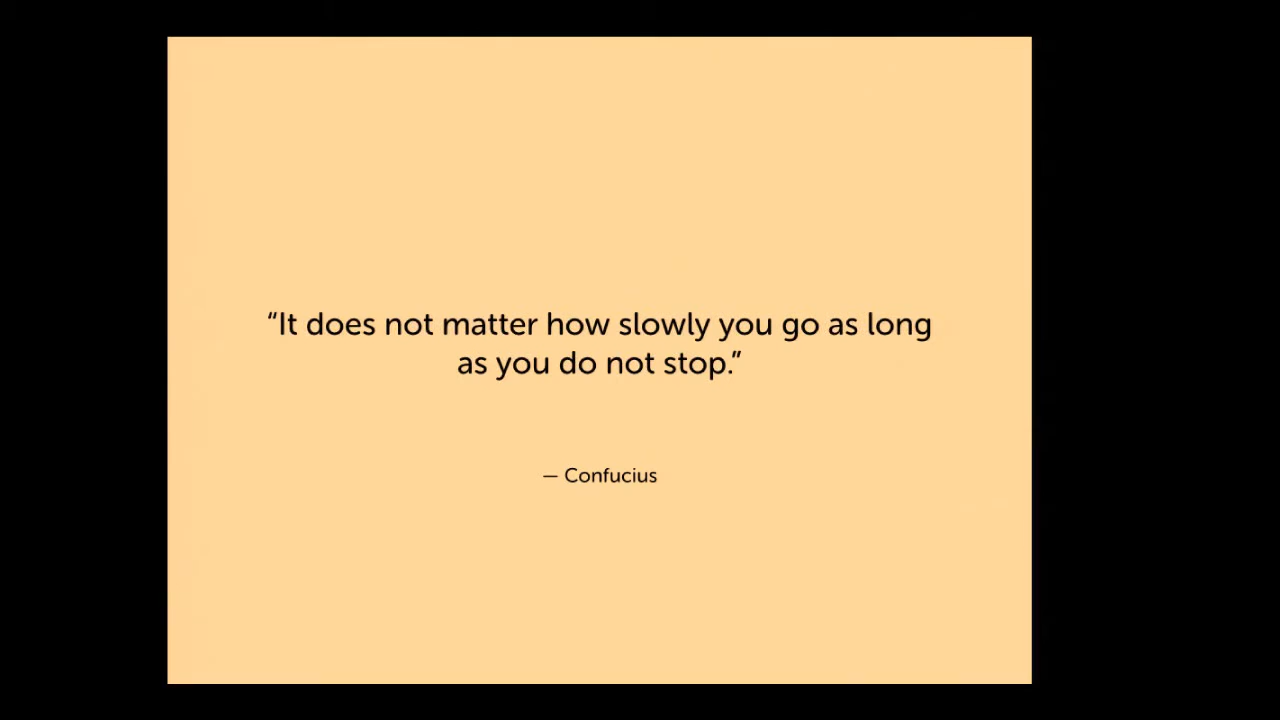 “It does not matter how slowly you go as long
as you do not stop.”
— Confucius